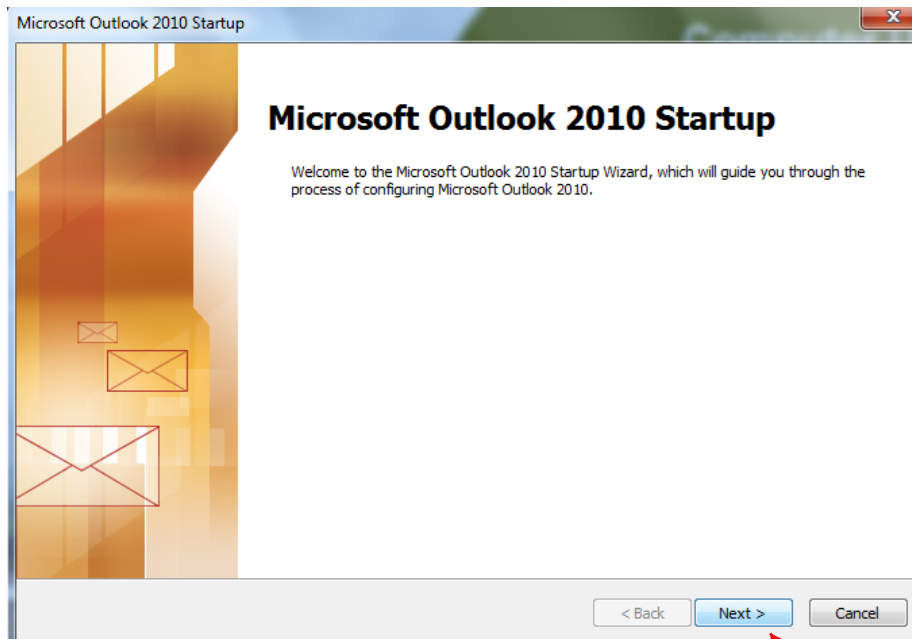 Microsoft Outlook 2010 Startup
Microsoft Outlook 2010 Startup
Welcome to the Microsoft Outlook 2010 Startup Wizard, which will guide you through the
process of configuring Microsoft Outlook 2010.
< Back Next > Cancel